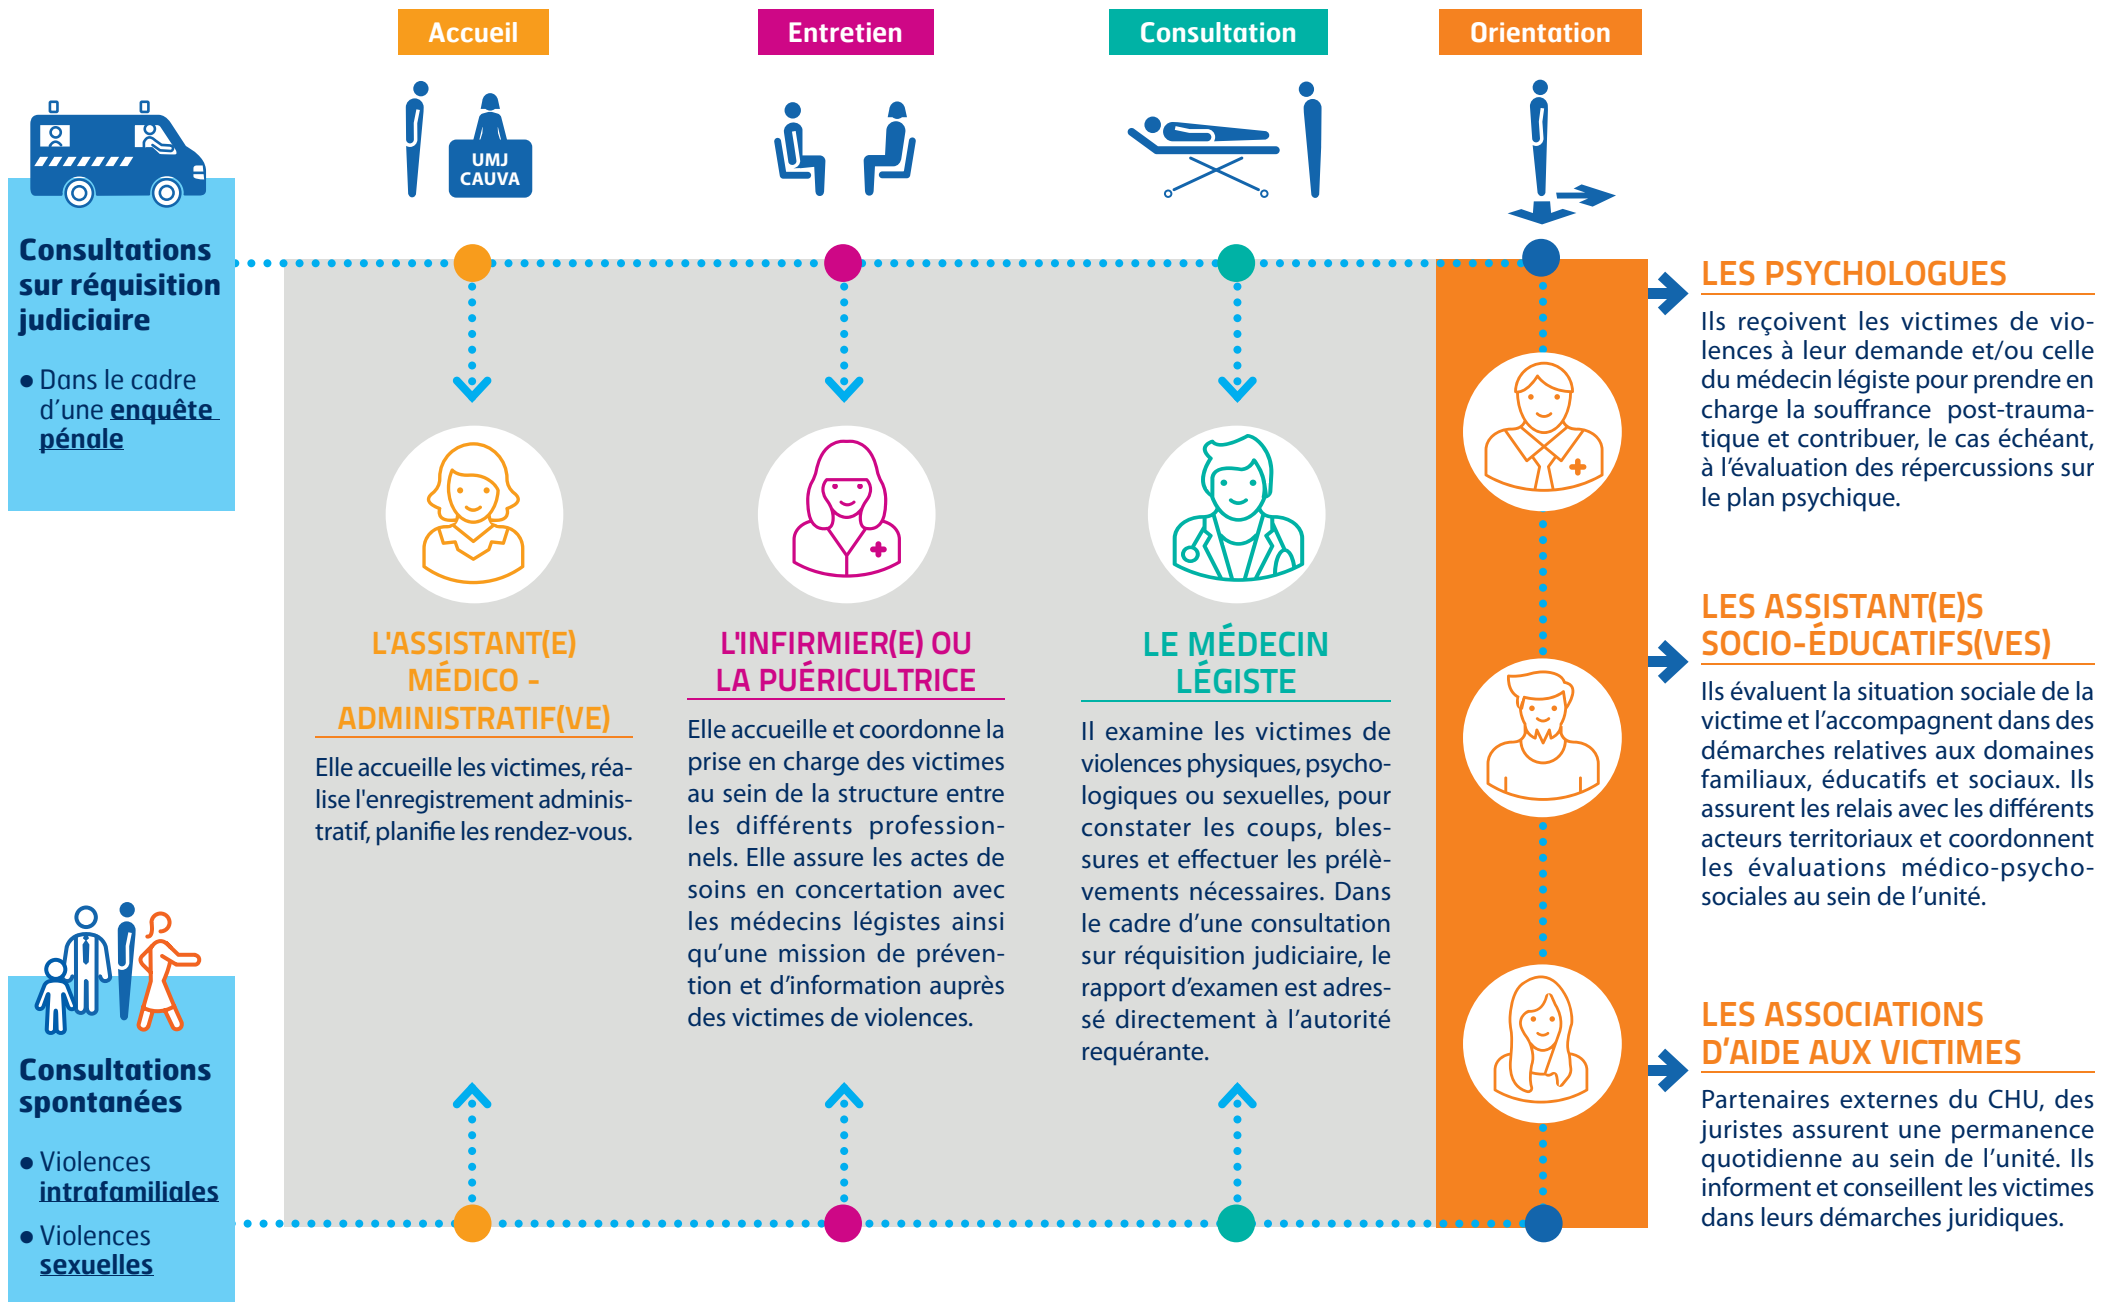 Accueil
Entretien
Consultation
Orientation
UMJ
CAUVA
Consultations
sur réquisition
judiciaire
● Dans le cadre
d’une enquête
pénale
Consultations
spontanées
● Violences
intrafamiliales
● Violences
sexuelles
L'ASSISTANT(E)
MÉDICO -
ADMINISTRATIF(VE)
Elle accueille les victimes, réa-
lise l'enregistrement adminis-
tratif, planifie les rendez-vous.
L'INFIRMIER(E) OU
LA PUÉRICULTRICE
Elle accueille et coordonne la
prise en charge des victimes
au sein de la structure entre
les différents profession-
nels. Elle assure les actes de
soins en concertation avec
les médecins légistes ainsi
qu’une mission de préven-
tion et d’information auprès
des victimes de violences.
LE MÉDECIN
LÉGISTE
Il examine les victimes de
violences physiques, psycho-
logiques ou sexuelles, pour
constater les coups, bles-
sures et effectuer les prélè-
vements nécessaires. Dans
le cadre d’une consultation
sur réquisition judiciaire, le
rapport d’examen est adres-
sé directement à l’autorité
requérante.
LES PSYCHOLOGUES
Ils reçoivent les victimes de vio-
lences à leur demande et/ou celle
du médecin légiste pour prendre en
charge la souffrance post-trauma-
tique et contribuer, le cas échéant,
à l’évaluation des répercussions sur
le plan psychique.
LES ASSISTANT(E)S
SOCIO-ÉDUCATIFS(VES)
Ils évaluent la situation sociale de la
victime et l’accompagnent dans des
démarches relatives aux domaines
familiaux, éducatifs et sociaux. Ils
assurent les relais avec les différents
acteurs territoriaux et coordonnent
les évaluations médico-psycho-
sociales au sein de l’unité.
LES ASSOCIATIONS
D’AIDE AUX VICTIMES
Partenaires externes du CHU, des
juristes assurent une permanence
quotidienne au sein de l’unité. Ils
informent et conseillent les victimes
dans leurs démarches juridiques.